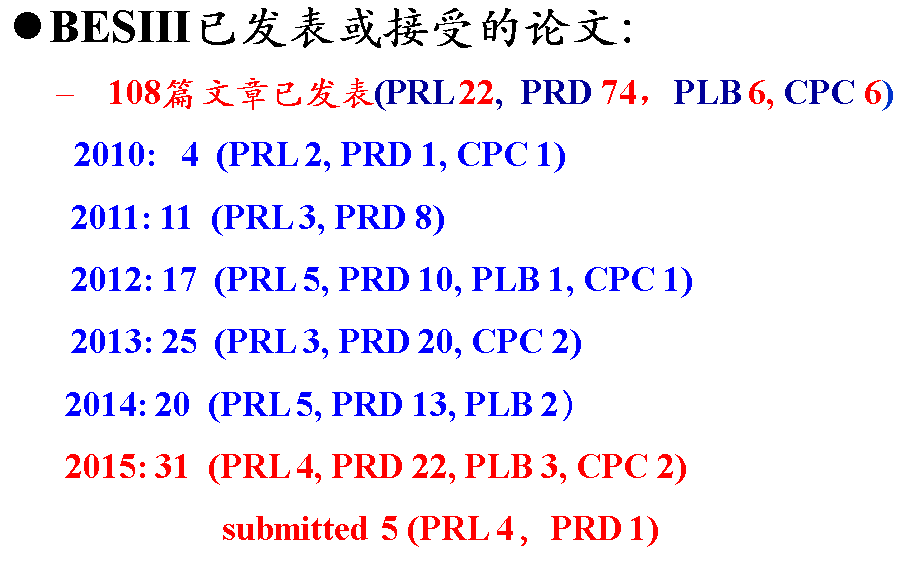 ●BESIII已发表或接受的论文:
– 108篇文章已发表(PRL 22, PRD 74，PLB 6, CPC 6)
2010: 4 (PRL 2, PRD 1, CPC 1)
2011: 11 (PRL 3, PRD 8)
2012: 17 (PRL 5, PRD 10, PLB 1, CPC 1)
2013: 25 (PRL 3, PRD 20, CPC 2)
2014: 20 (PRL 5, PRD 13, PLB 2）
2015: 31 (PRL 4, PRD 22, PLB 3, CPC 2)
submitted 5 (PRL 4，PRD 1)